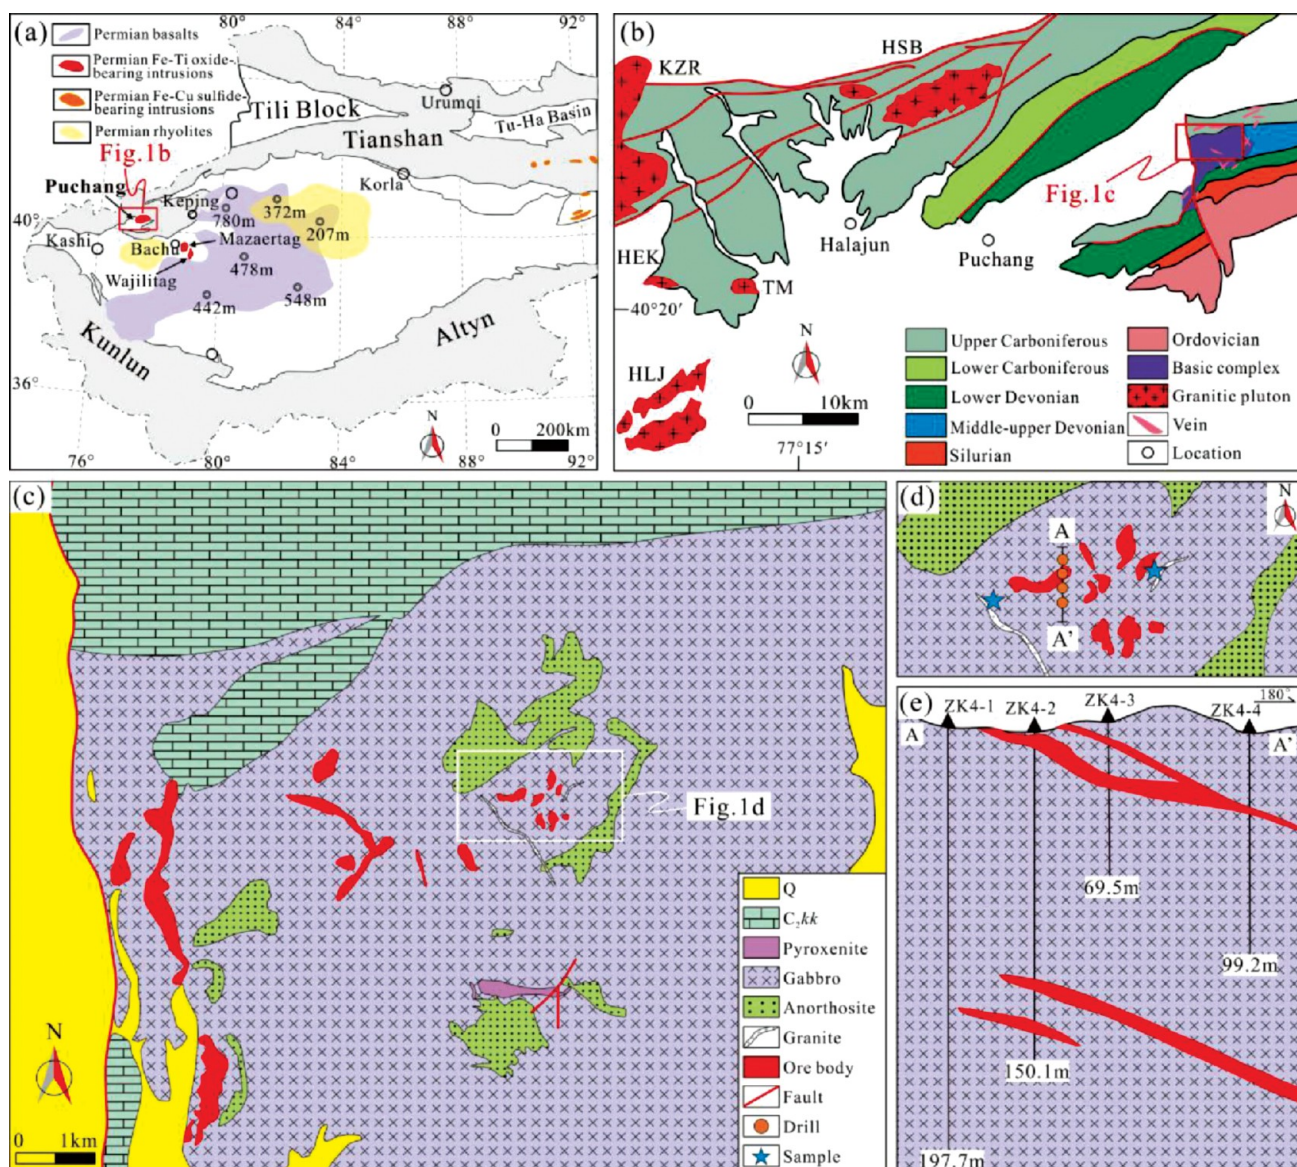 (a)
80°
84°
88°
92°
Permian basalts
Permian Fe-Ti oxide-
bearing intrusions
Permian Fe-Cu sulfide-
bearing intrusions
Permian rhyolites
Fig.1b
Tili Block
Urumqi
Tu-Ha Basin
Tianshan
Korla
Puchang
Keping
780m
372m
207m
40°
Kashi
Bachu
Mazaertag
Wajilitag
478m
442m
548m
Kunlun
Altyn
36°
N
0 200km
76°
80°
84°
88°
92°
(b)
KZR
HSB
Fig.1c
Halajun
Puchang
HEK
TM
40°20′
HLJ
N
0 10km
77°15′
Upper Carboniferous
Lower Carboniferous
Lower Devonian
Middle-upper Devonian
Silurian
Ordovician
Basic complex
Granitic pluton
Vein
Location
(c)
Fig.1d
N
0 1km
Q
C₂kk
Pyroxenite
Gabbro
Anorthosite
Granite
Ore body
Fault
Drill
Sample
(d)
N
A
A'
(e)
ZK4-1
ZK4-2
ZK4-3
ZK4-4
180°
A
A'
69.5m
99.2m
150.1m
197.7m